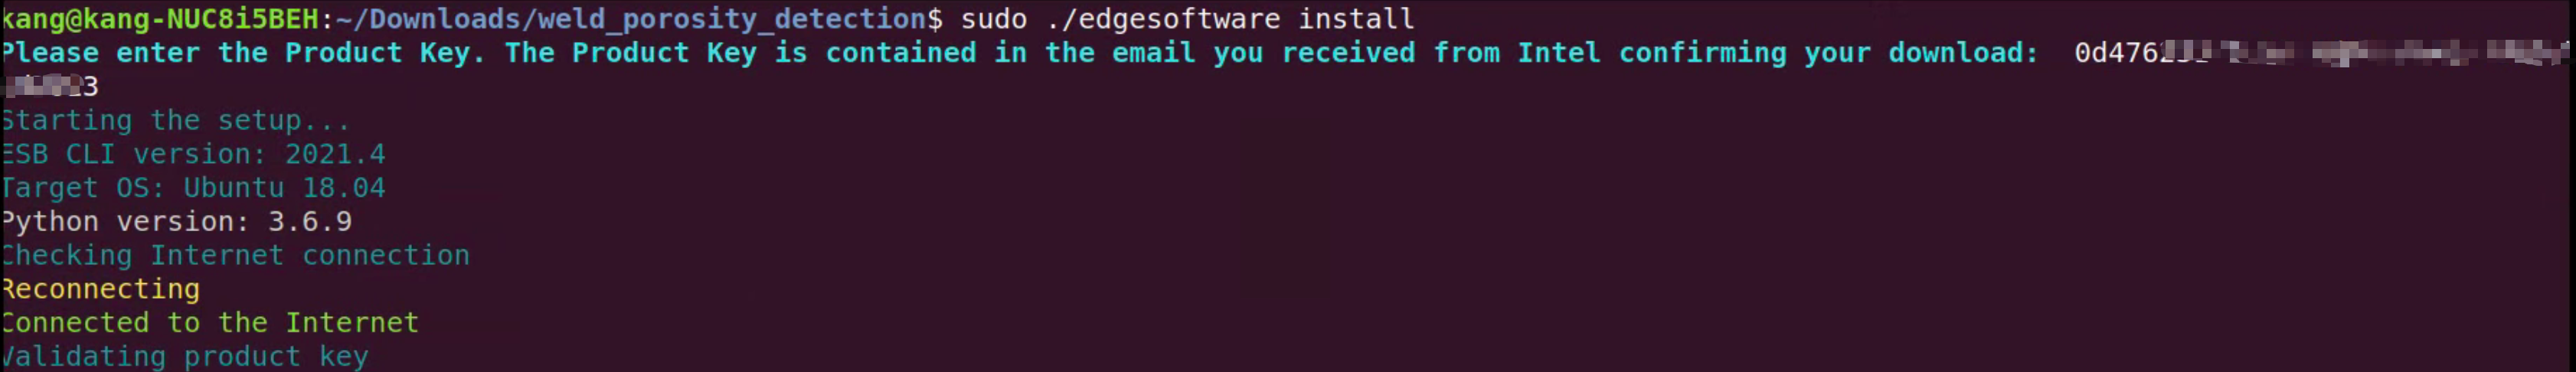 kang@kang-NUC8i5BEH:~/Downloads/weld_porosity_detection$ sudo ./edgesoftware install
Please enter the Product Key. The Product Key is contained in the email you received from Intel confirming your download:  0d476
3
Starting the setup...
ESB CLI version: 2021.4
Target OS: Ubuntu 18.04
Python version: 3.6.9
Checking Internet connection
Reconnecting
Connected to the Internet
Validating product key